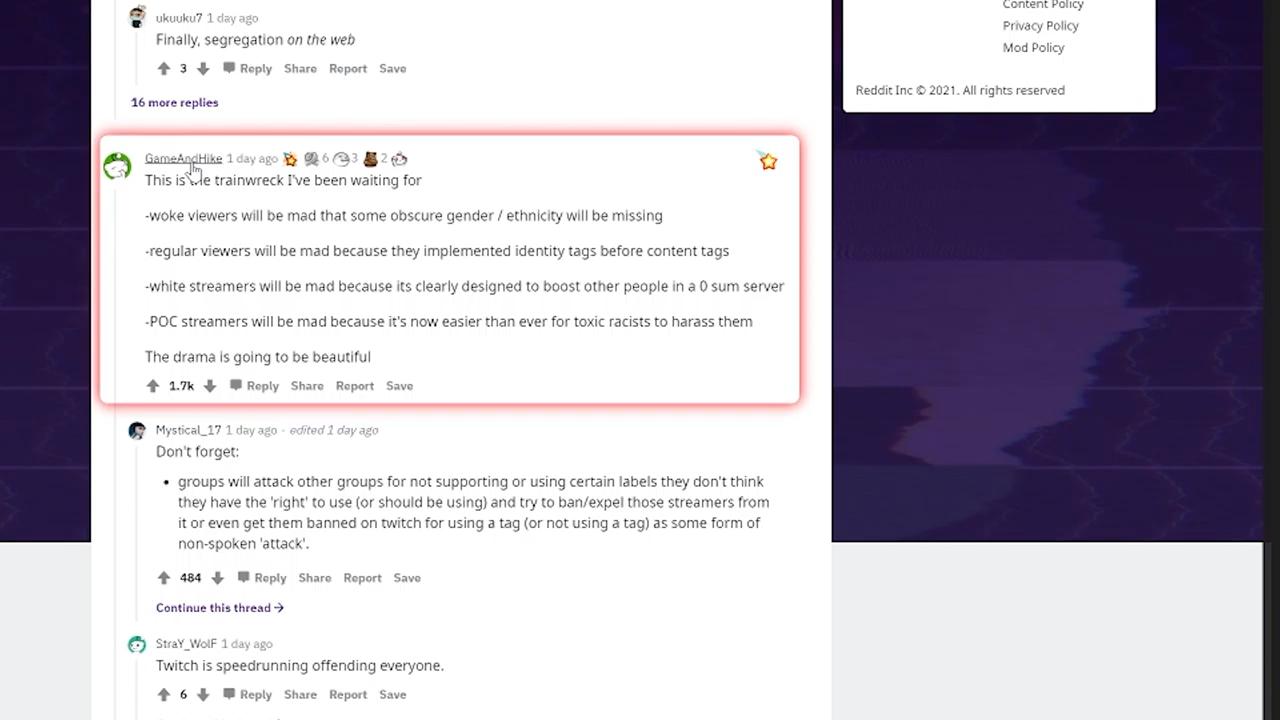 Content Policy
Privacy Policy
Mod Policy
Reddit Inc © 2021. All rights reserved
ukuuku7 1 day ago
Finally, segregation on the web
3 Reply Share Report Save
16 more replies
GameAndHike 1 day ago 6 3 2
This is the trainwreck I've been waiting for
-woke viewers will be mad that some obscure gender / ethnicity will be missing
-regular viewers will be mad because they implemented identity tags before content tags
-white streamers will be mad because its clearly designed to boost other people in a 0 sum server
-POC streamers will be mad because it's now easier than ever for toxic racists to harass them
The drama is going to be beautiful
1.7k Reply Share Report Save
Mystical_17 1 day ago · edited 1 day ago
Don't forget:
• groups will attack other groups for not supporting or using certain labels they don't think
they have the 'right' to use (or should be using) and try to ban/expel those streamers from
it or even get them banned on twitch for using a tag (or not using a tag) as some form of
non-spoken 'attack'.
484 Reply Share Report Save
Continue this thread →
StraY_WolF 1 day ago
Twitch is speedrunning offending everyone.
6 Reply Share Report Save